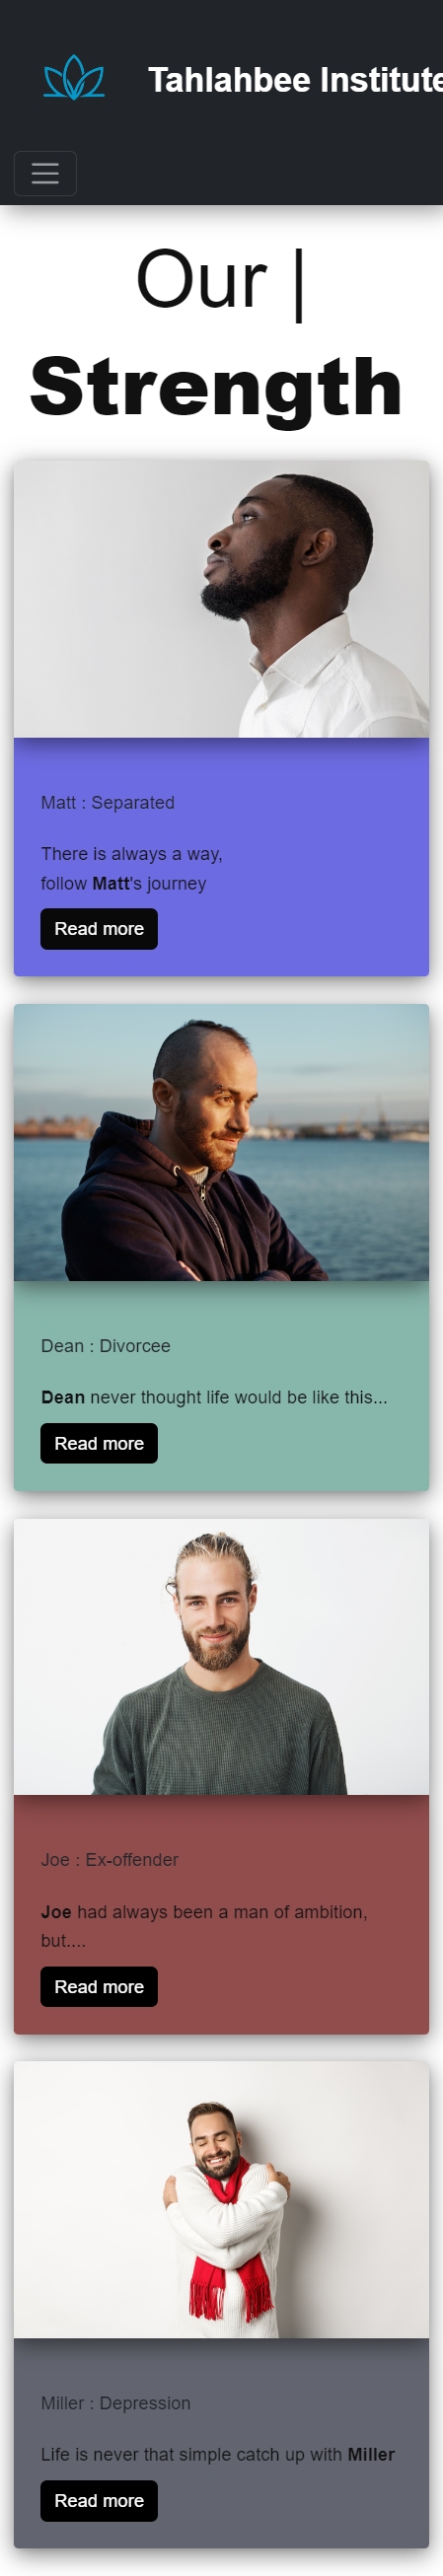 Tahlahbee Institute
Our |
Strength
Matt : Separated
There is always a way,
follow Matt's journey
Read more
Dean : Divorcee
Dean never thought life would be like this...
Read more
Joe : Ex-offender
Joe had always been a man of ambition,
but....
Read more
Miller : Depression
Life is never that simple catch up with Miller
Read more